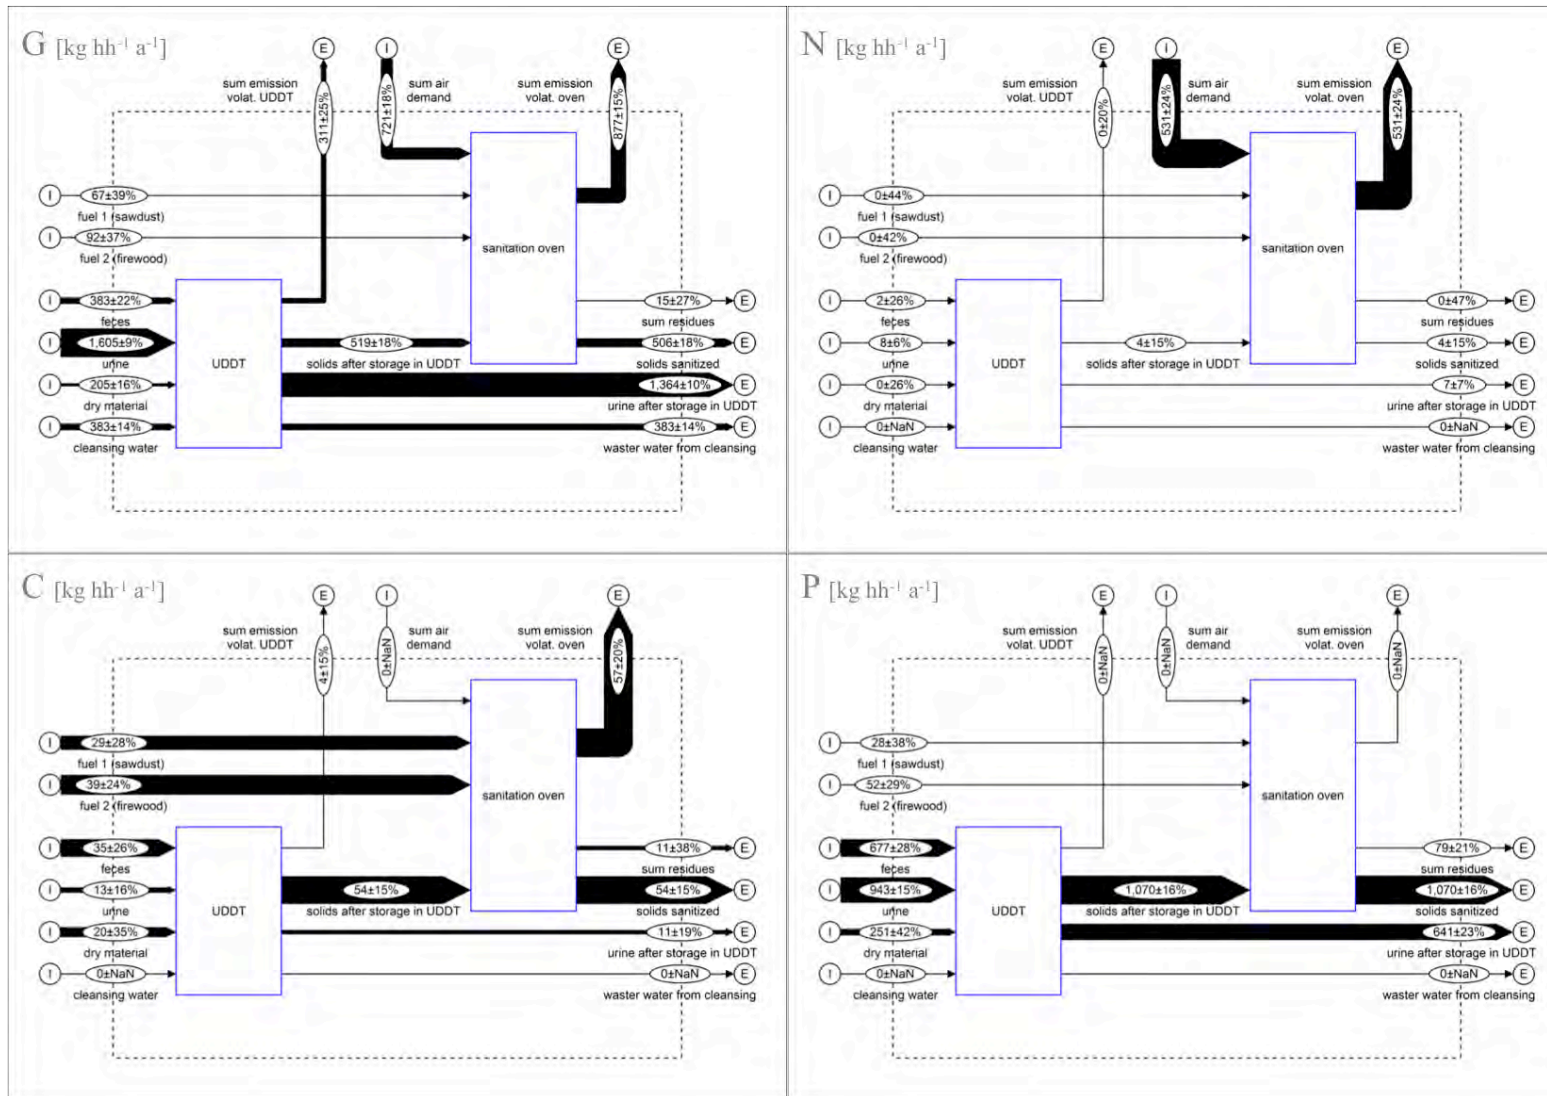 G [kg hh⁻¹ a⁻¹]
E
I
E
sum emission
volat. UDDT
311±25%
721±18%
sum air
demand
sum emission
volat. oven
877±15%
I
67±39%
fuel 1 (sawdust)
I
92±37%
fuel 2 (firewood)
sanitation oven
I
383±22%
feces
15±27%
E
sum residues
I
1,605±9%
urine
UDDT
519±18%
solids after storage in UDDT
506±18%
E
solids sanitized
I
205±16%
dry material
1,364±10%
E
urine after storage in UDDT
I
383±14%
cleansing water
383±14%
E
waster water from cleansing
N [kg hh⁻¹ a⁻¹]
E
I
E
sum emission
volat. UDDT
0±20%
531±24%
sum air
demand
sum emission
volat. oven
531±24%
I
0±44%
fuel 1 (sawdust)
I
0±42%
fuel 2 (firewood)
sanitation oven
I
2±26%
feces
0±47%
E
sum residues
I
8±6%
urine
UDDT
4±15%
solids after storage in UDDT
4±15%
E
solids sanitized
I
0±26%
dry material
7±7%
E
urine after storage in UDDT
I
0±NaN
cleansing water
0±NaN
E
waster water from cleansing
C [kg hh⁻¹ a⁻¹]
E
I
E
sum emission
volat. UDDT
4±15%
0±NaN
sum air
demand
sum emission
volat. oven
57±20%
I
29±28%
fuel 1 (sawdust)
I
39±24%
fuel 2 (firewood)
sanitation oven
I
35±26%
feces
11±38%
E
sum residues
I
13±16%
urine
UDDT
54±15%
solids after storage in UDDT
54±15%
E
solids sanitized
I
20±35%
dry material
11±19%
E
urine after storage in UDDT
I
0±NaN
cleansing water
0±NaN
E
waster water from cleansing
P [kg hh⁻¹ a⁻¹]
E
I
E
sum emission
volat. UDDT
0±NaN
0±NaN
sum air
demand
sum emission
volat. oven
0±NaN
I
28±38%
fuel 1 (sawdust)
I
52±29%
fuel 2 (firewood)
sanitation oven
I
677±28%
feces
79±21%
E
sum residues
I
943±15%
urine
UDDT
1,070±16%
solids after storage in UDDT
1,070±16%
E
solids sanitized
I
251±42%
dry material
641±23%
E
urine after storage in UDDT
I
0±NaN
cleansing water
0±NaN
E
waster water from cleansing